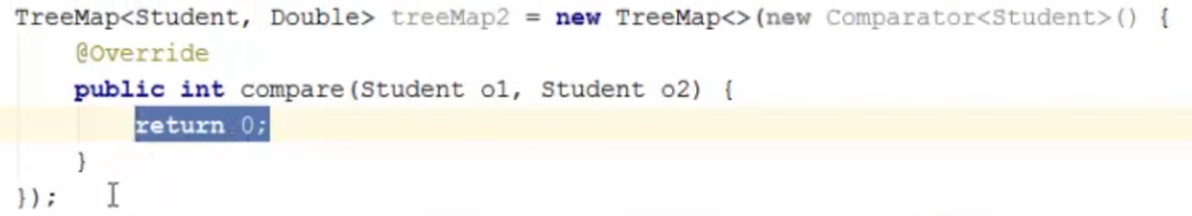 TreeMap<Student, Double> treeMap2 = new TreeMap<>(new Comparator<Student>() {
@Override
public int compare(Student o1, Student o2) {
return 0;
}
});